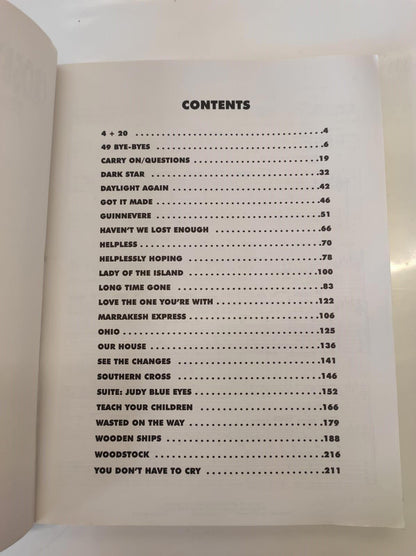 CONTENTS
4 + 20 .............................4
49 BYE-BYES .............................6
CARRY ON/QUESTIONS .....................19
DARK STAR .............................32
DAYLIGHT AGAIN .............................42
GOT IT MADE .............................46
GUINNEVERE .............................51
HAVEN'T WE LOST ENOUGH ..................66
HELPLESS .............................70
HELPLESSLY HOPING .......................78
LADY OF THE ISLAND .....................100
LONG TIME GONE .........................83
LOVE THE ONE YOU'RE WITH ................122
MARRAKESH EXPRESS .....................106
OHIO .............................125
OUR HOUSE .............................136
SEE THE CHANGES .......................141
SOUTHERN CROSS .......................146
SUITE: JUDY BLUE EYES ...................152
TEACH YOUR CHILDREN ....................166
WASTED ON THE WAY ......................179
WOODEN SHIPS .........................188
WOODSTOCK .............................216
YOU DON'T HAVE TO CRY ..................211